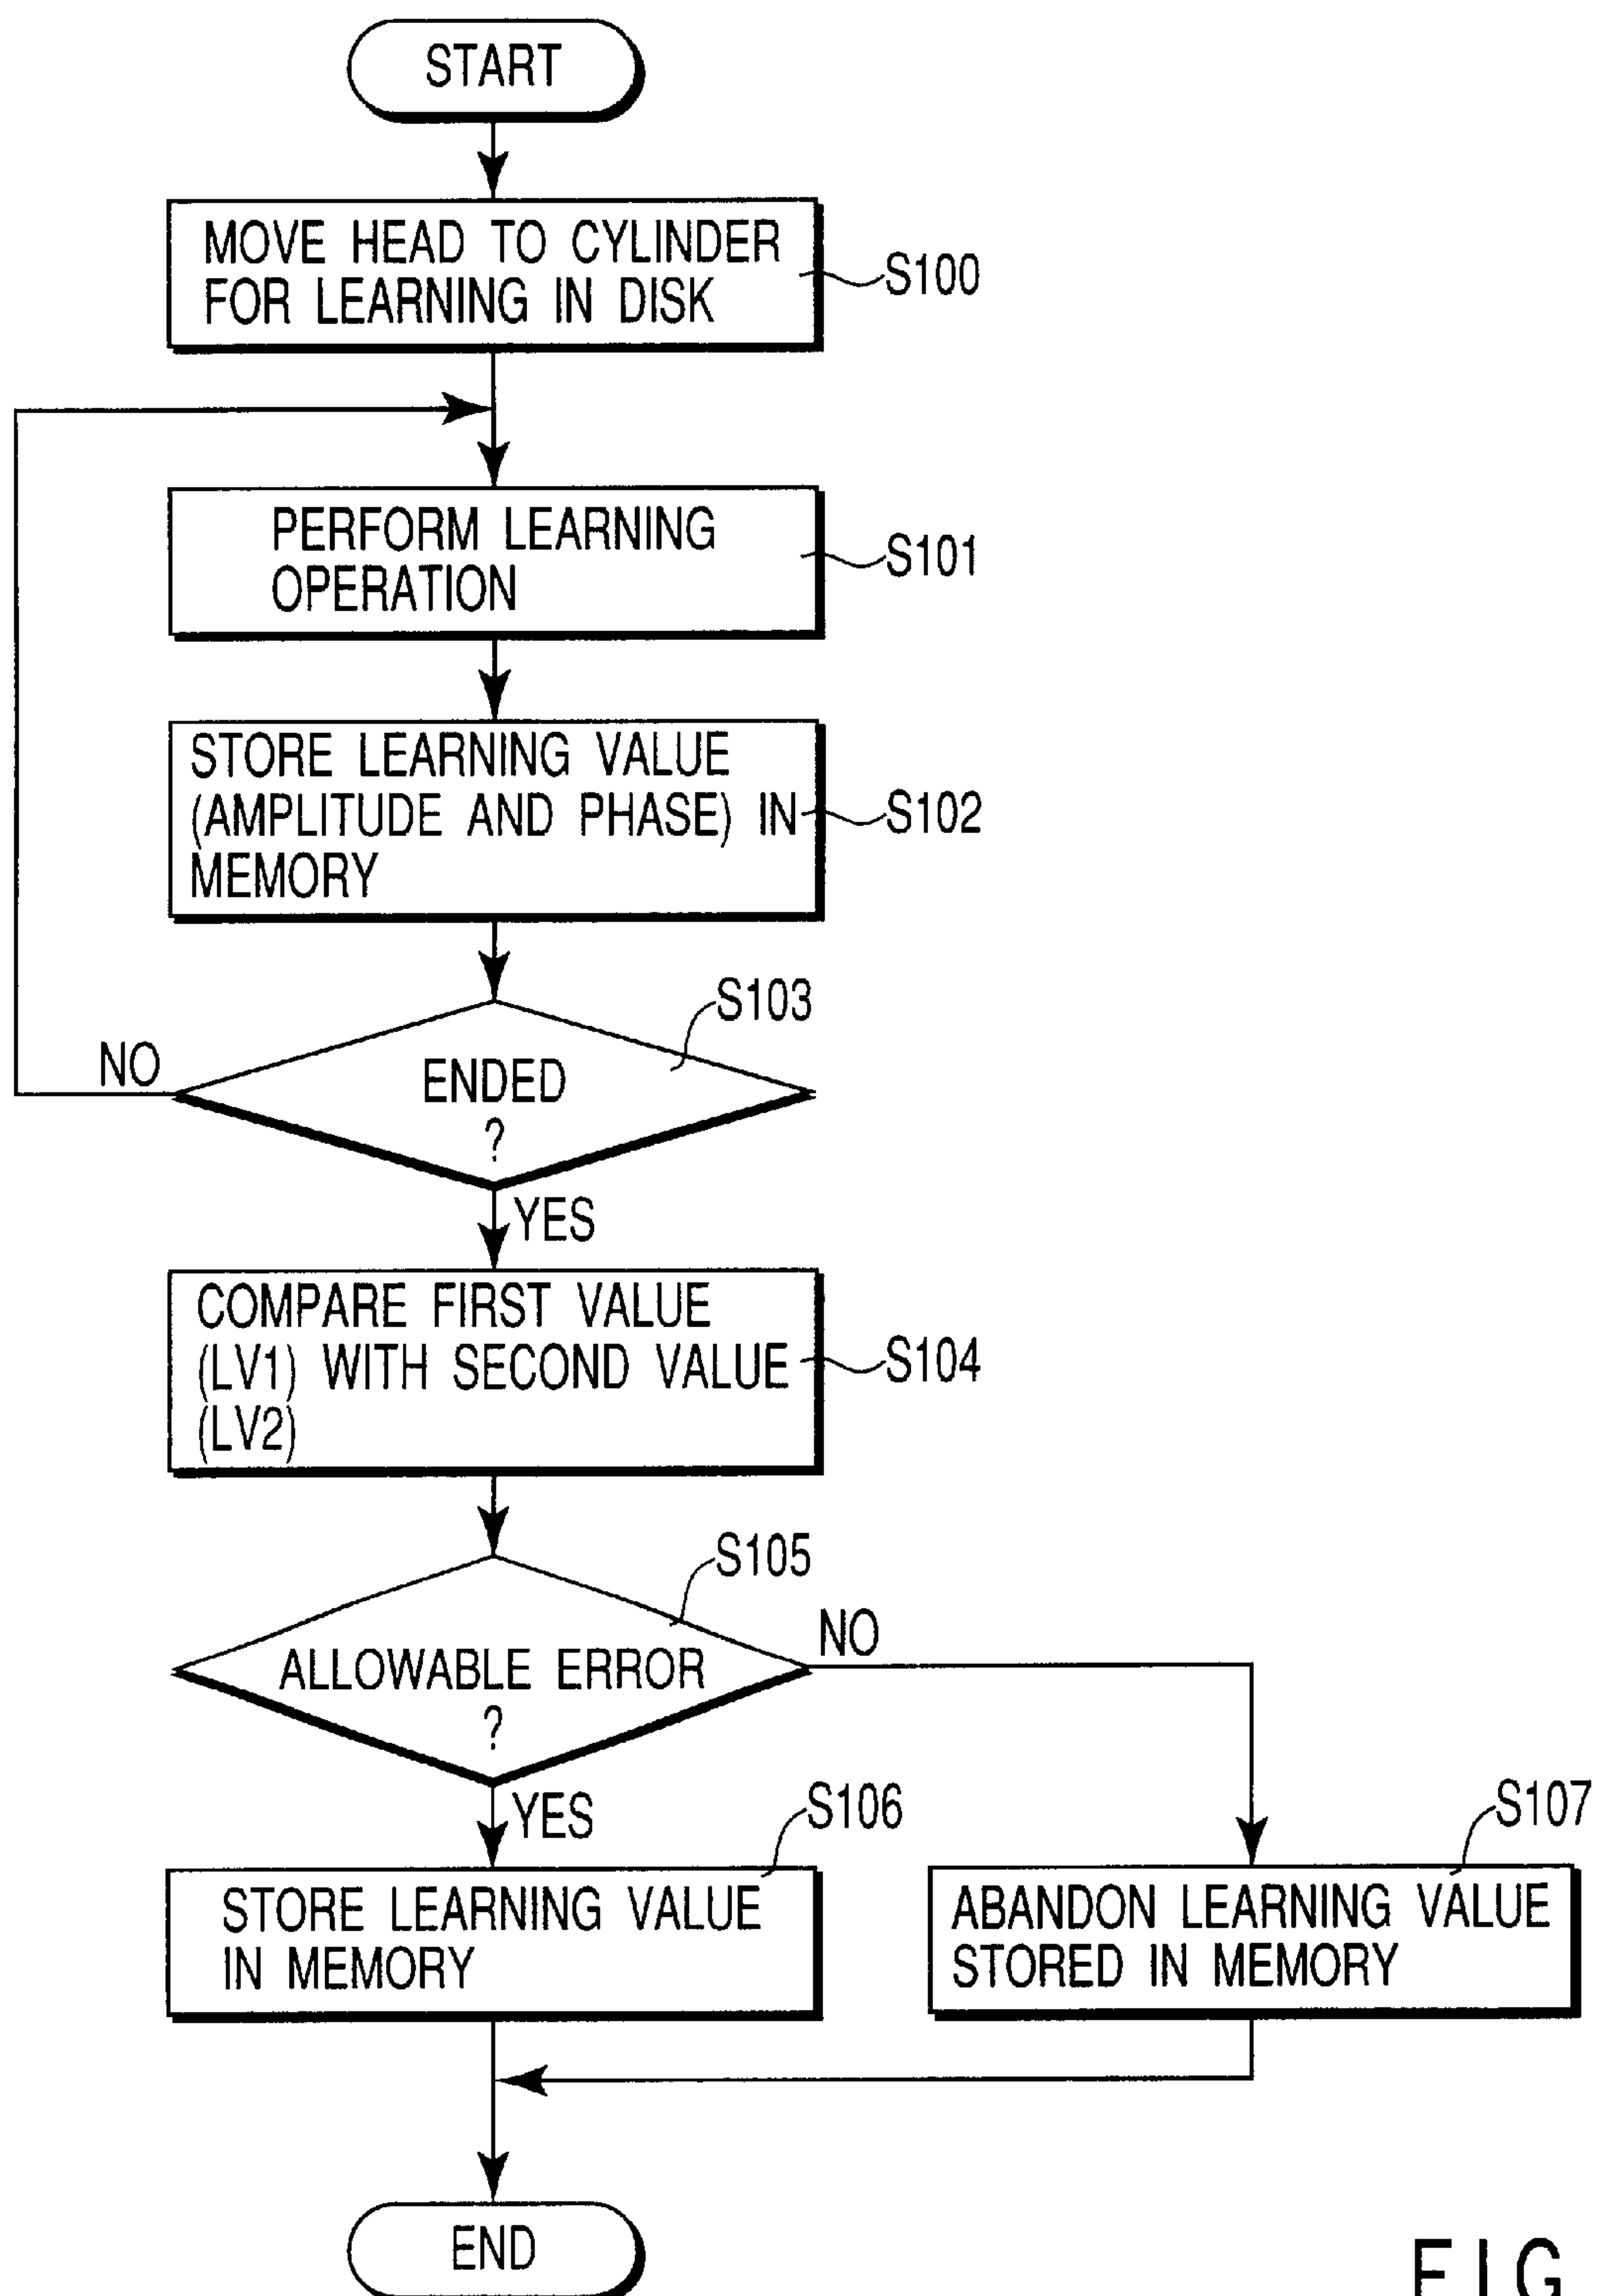 START
MOVE HEAD TO CYLINDER
FOR LEARNING IN DISK
S100
PERFORM LEARNING
OPERATION
S101
STORE LEARNING VALUE
(AMPLITUDE AND PHASE) IN
MEMORY
S102
S103
NO
ENDED
?
YES
COMPARE FIRST VALUE
(LV1) WITH SECOND VALUE
(LV2)
S104
S105
NO
ALLOWABLE ERROR
?
YES
S106
S107
STORE LEARNING VALUE
IN MEMORY
ABANDON LEARNING VALUE
STORED IN MEMORY
END
FIG